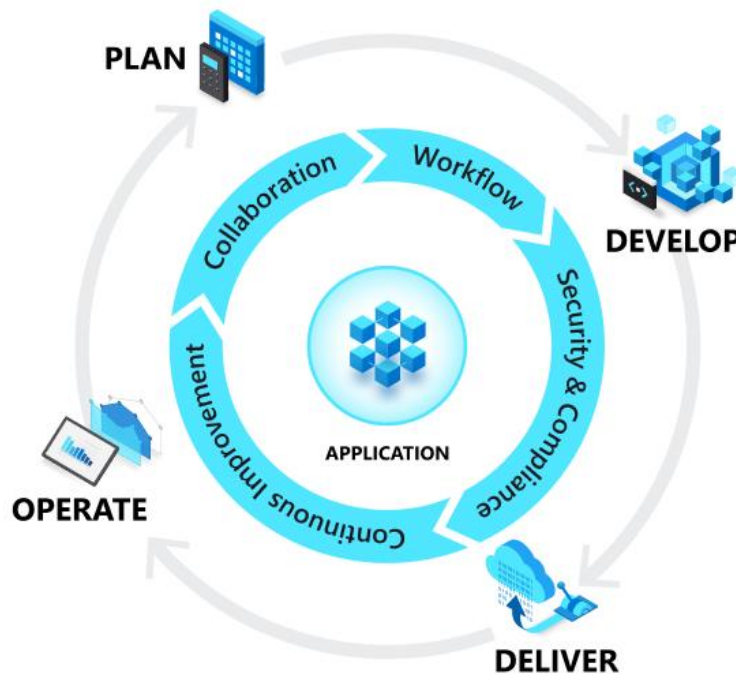 PLAN
Workflow
Collaboration
DEVELOP
Security & Compliance
APPLICATION
Continuous Improvement
OPERATE
DELIVER